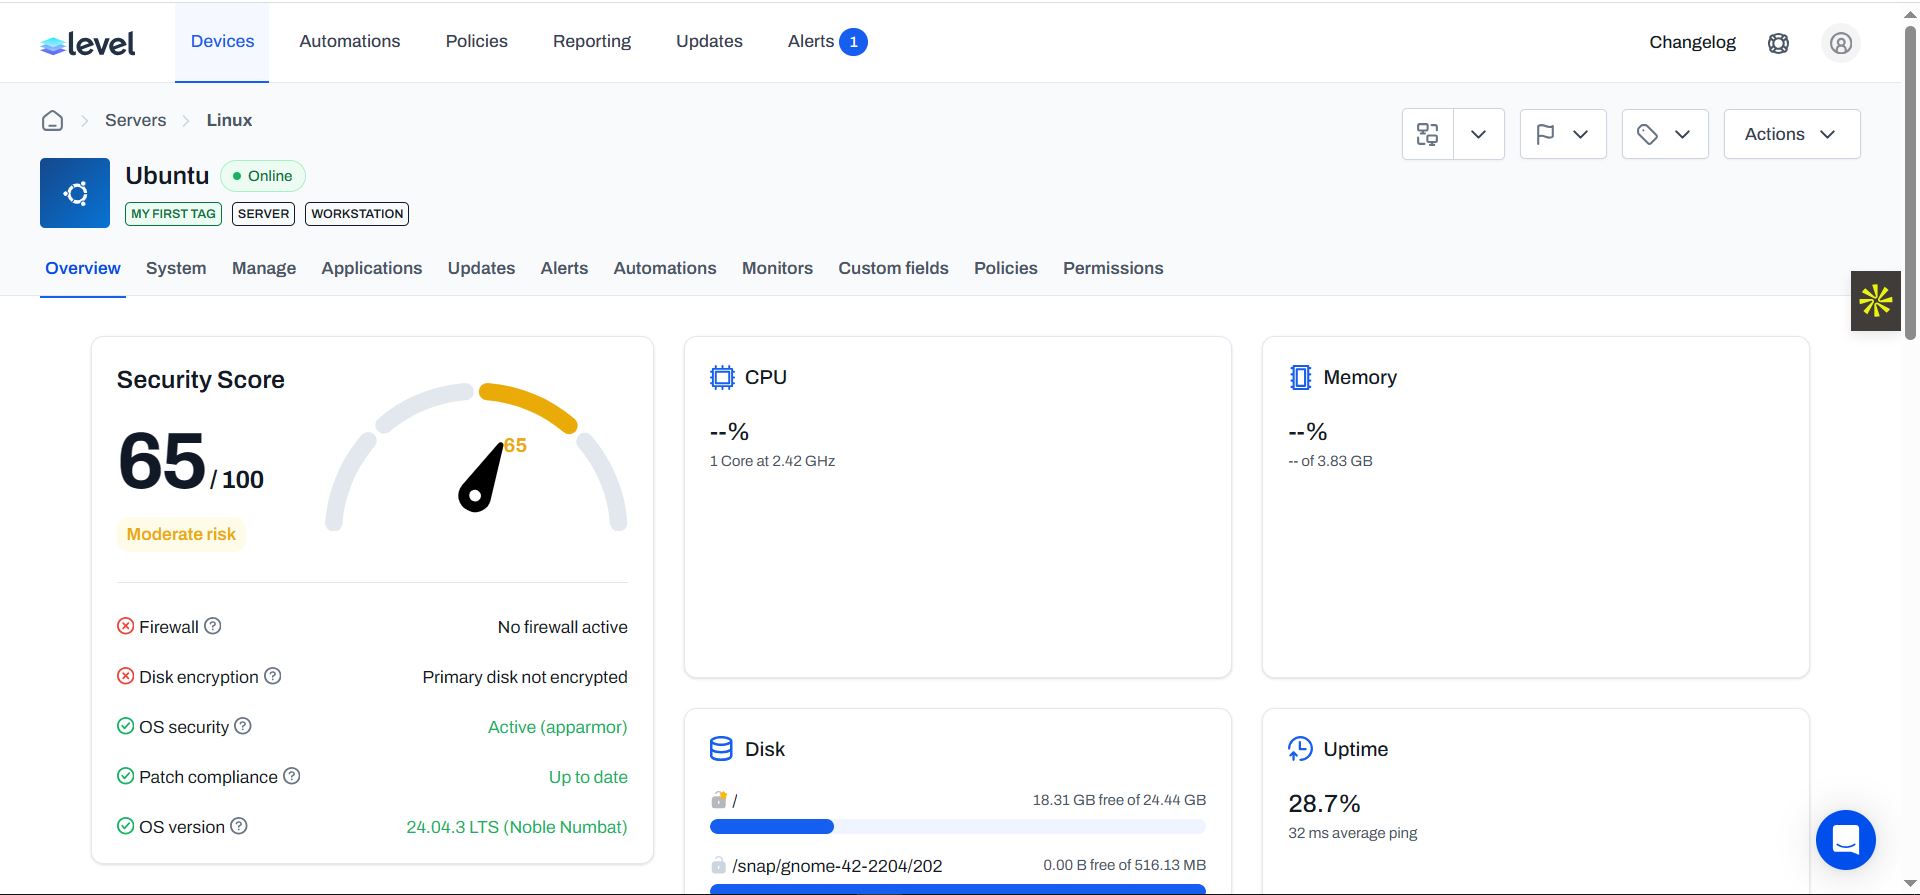 level
Devices
Automations
Policies
Reporting
Updates
Alerts 1
Changelog
Servers
Linux
Actions
Ubuntu
Online
MY FIRST TAG
SERVER
WORKSTATION
Overview
System
Manage
Applications
Updates
Alerts
Automations
Monitors
Custom fields
Policies
Permissions
Security Score
65 / 100
65
Moderate risk
Firewall
No firewall active
Disk encryption
Primary disk not encrypted
OS security
Active (apparmor)
Patch compliance
Up to date
OS version
24.04.3 LTS (Noble Numbat)
CPU
--%
1 Core at 2.42 GHz
Memory
--%
-- of 3.83 GB
Disk
/
18.31 GB free of 24.44 GB
/snap/gnome-42-2204/202
0.00 B free of 516.13 MB
Uptime
28.7%
32 ms average ping